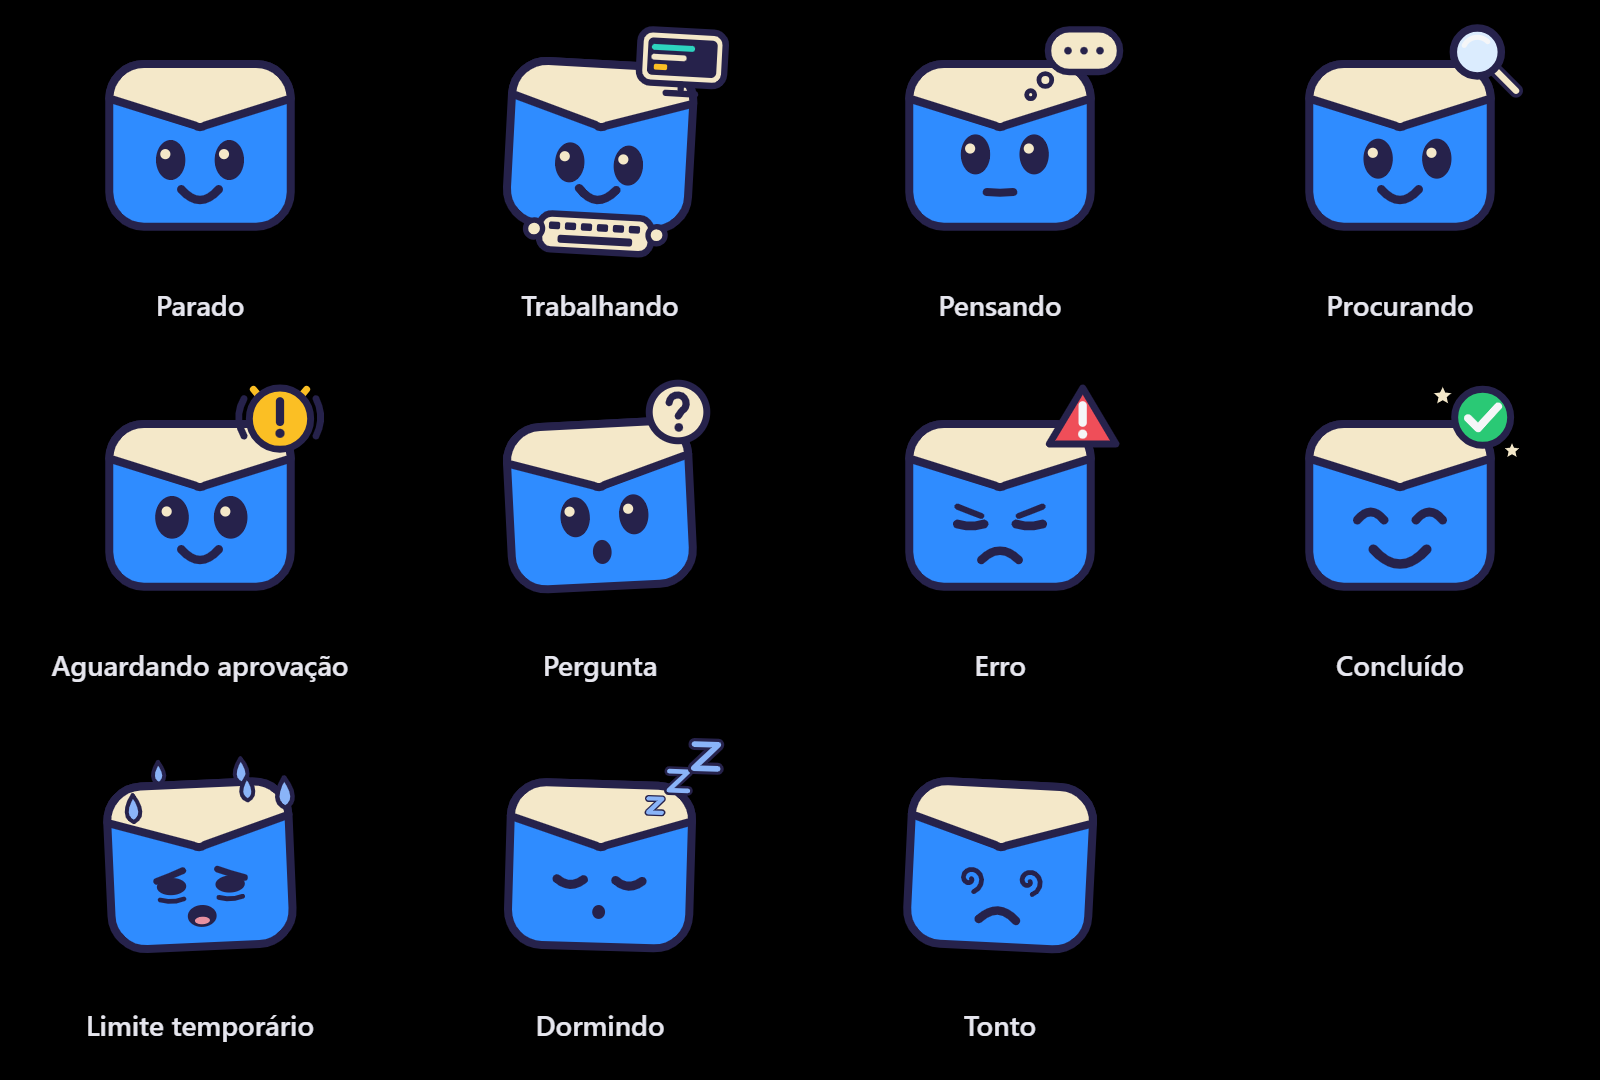 Parado
Trabalhando
Pensando
Procurando
!
?
!
Aguardando aprovação
Pergunta
Erro
Concluído
z
z
z
Limite temporário
Dormindo
Tonto